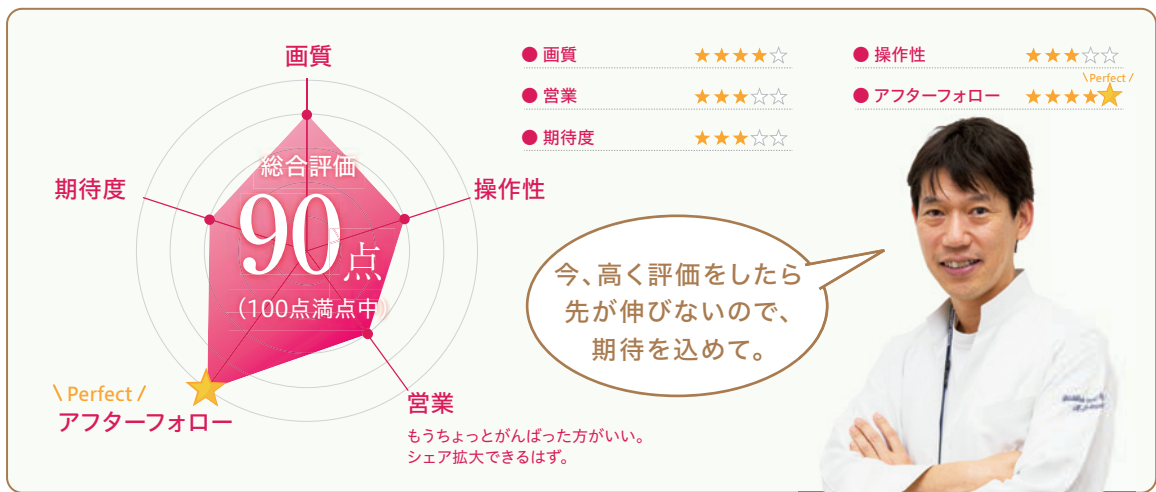 画質
総合評価
90点
(100点満点中)
期待度
操作性
\ Perfect /
アフターフォロー
営業
もうちょっとがんばった方がいい。
シェア拡大できるはず。
● 画質 ★★★★☆
● 営業 ★★★☆☆
● 期待度 ★★★☆☆
● 操作性 ★★★☆☆
\ Perfect /
● アフターフォロー ★★★★★
今、高く評価をしたら
先が伸びないので、
期待を込めて。